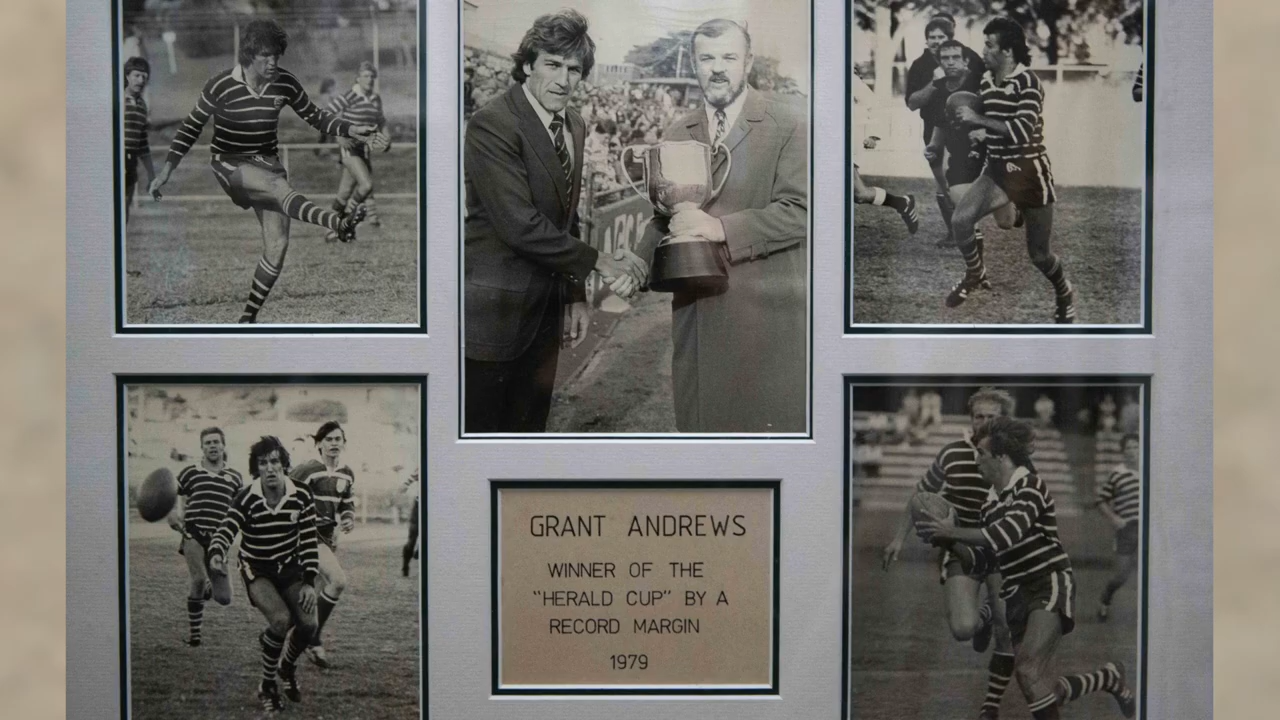 GRANT ANDREWS
WINNER OF THE
"HERALD CUP" BY A
RECORD MARGIN
1979